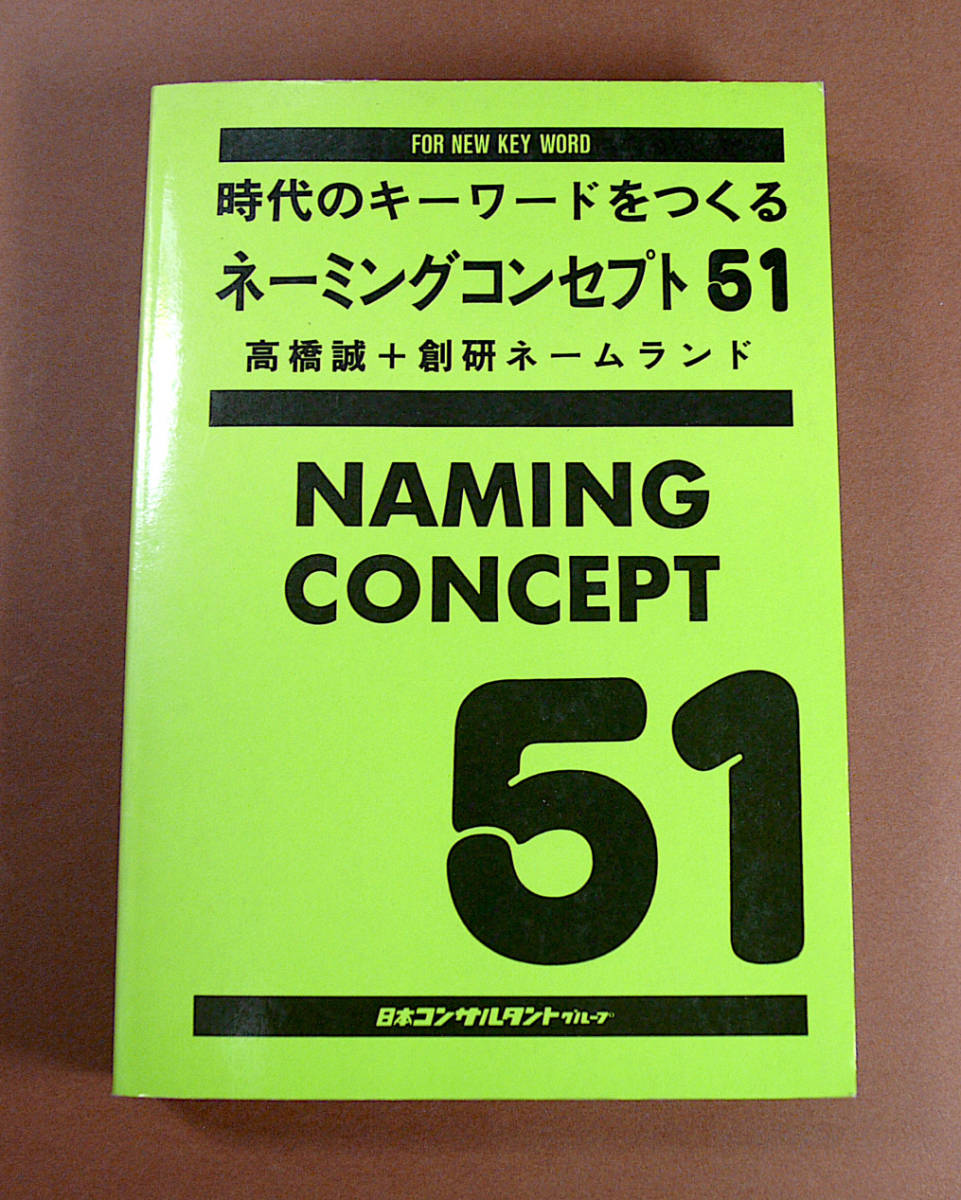 FOR NEW KEY WORD
時代のキーワードをつくる
ネーミングコンセプト51
高橋誠+創研ネームランド
NAMING
CONCEPT
51
日本コンサルタントグループ